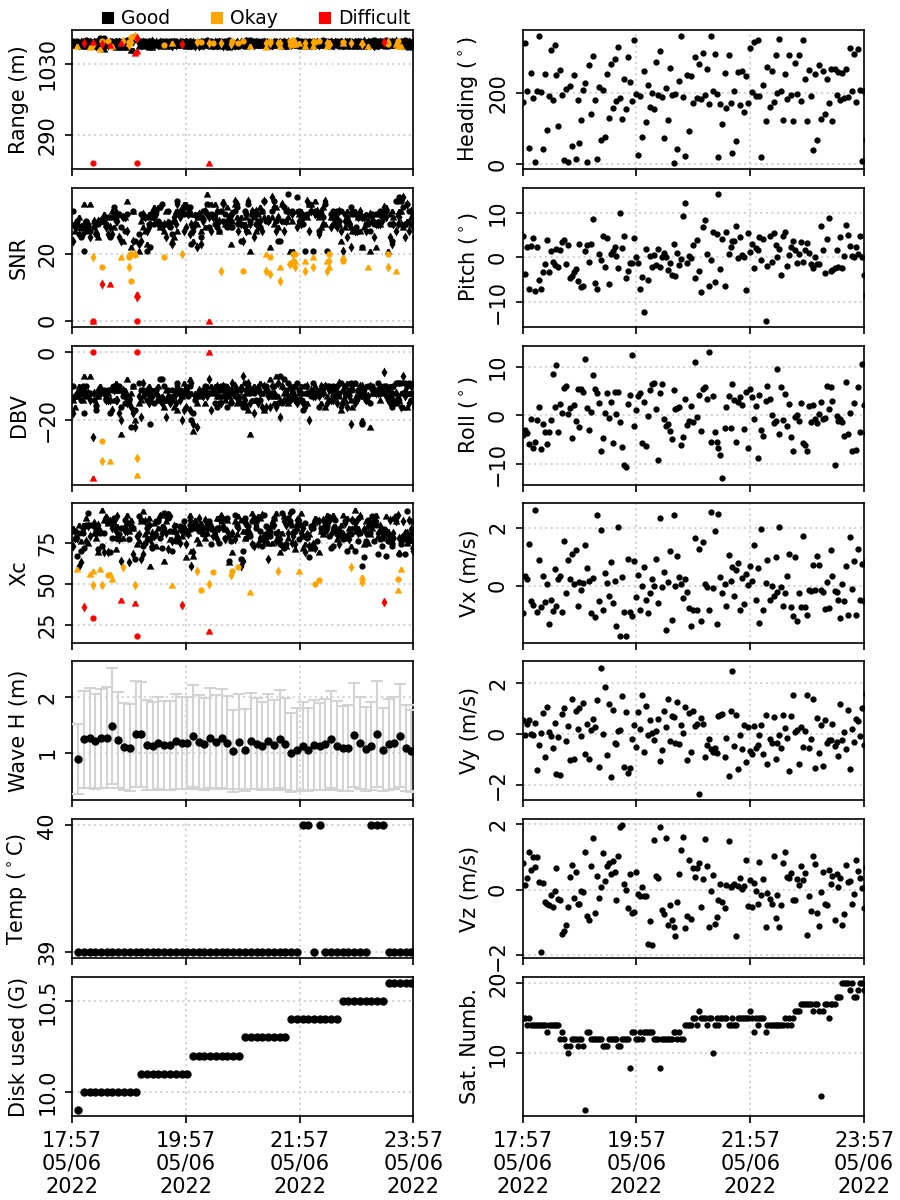 Good Okay Difficult
Range (m)
1030
290
Heading (°)
200
0
SNR
20
0
Pitch (°)
10
0
−10
DBV
0
−20
Roll (°)
10
0
−10
Xc
75
50
25
Vx (m/s)
2
0
Wave H (m)
2
1
Vy (m/s)
2
0
−2
Temp (°C)
40
39
Vz (m/s)
2
0
−2
Disk used (G)
10.5
10.0
Sat. Numb.
20
10
17:57 19:57 21:57 23:57
05/06 05/06 05/06 05/06
2022 2022 2022 2022
17:57 19:57 21:57 23:57
05/06 05/06 05/06 05/06
2022 2022 2022 2022